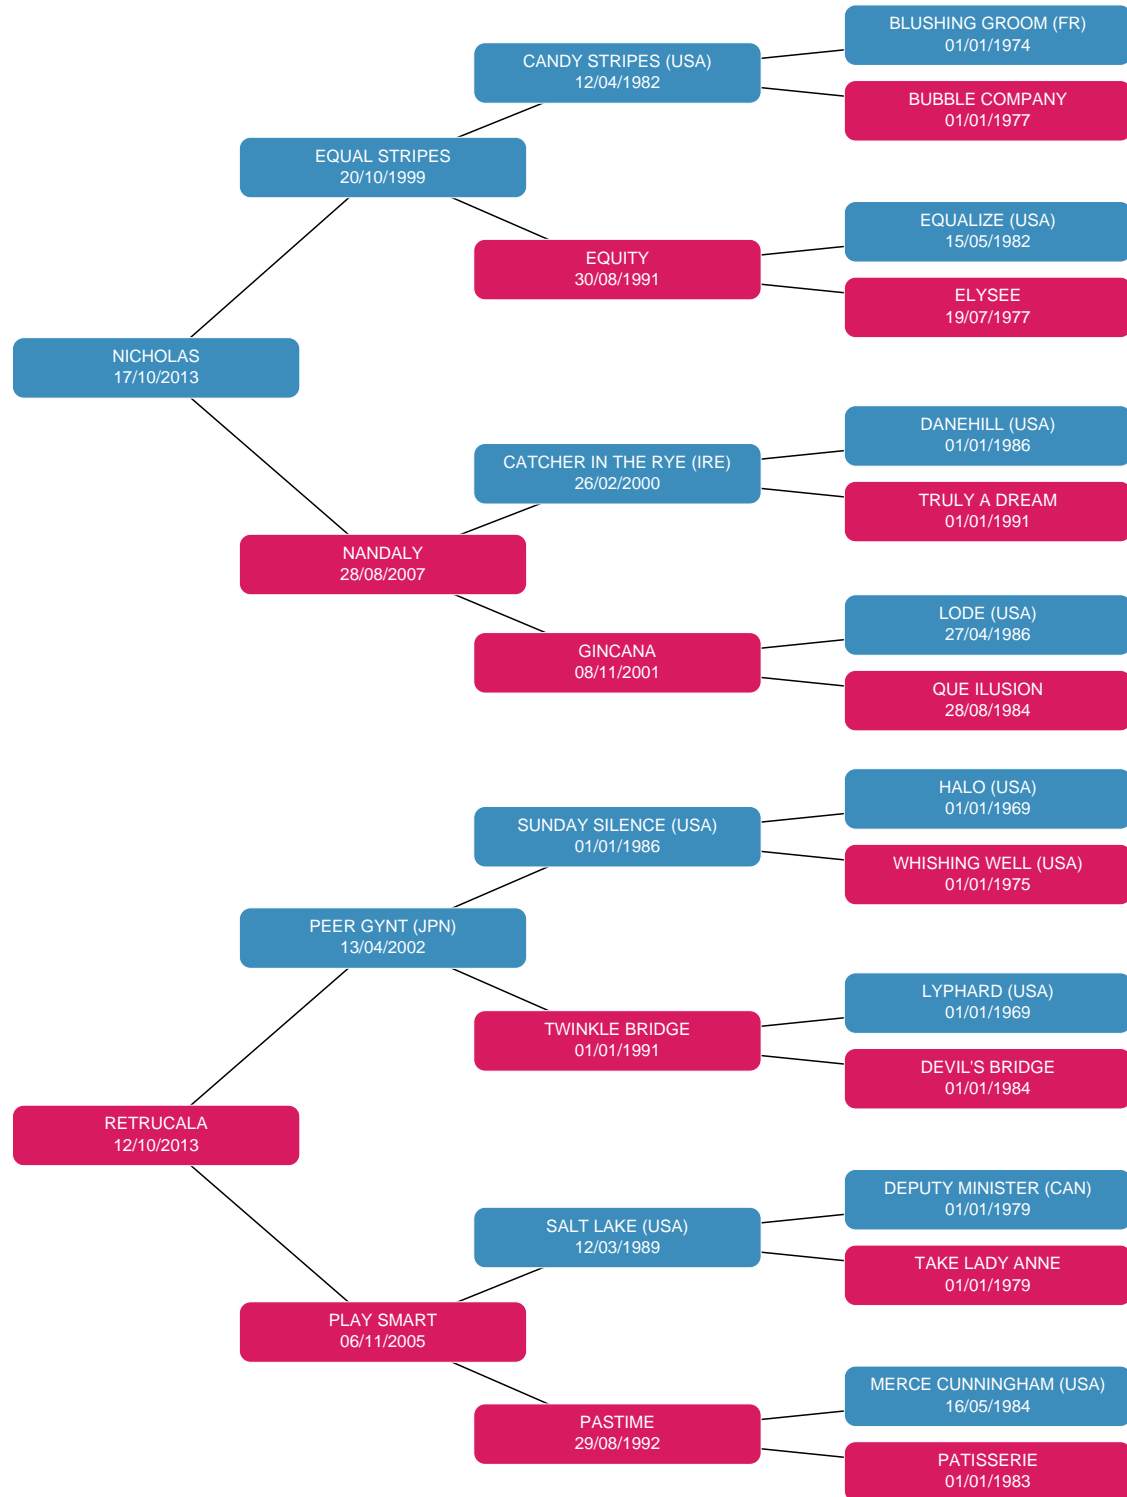 BLUSHING GROOM (FR)
01/01/1974
CANDY STRIPES (USA)
12/04/1982
BUBBLE COMPANY
01/01/1977
EQUAL STRIPES
20/10/1999
EQUALIZE (USA)
15/05/1982
EQUITY
30/08/1991
ELYSEE
19/07/1977
NICHOLAS
17/10/2013
DANEHILL (USA)
01/01/1986
CATCHER IN THE RYE (IRE)
26/02/2000
TRULY A DREAM
01/01/1991
NANDALY
28/08/2007
LODE (USA)
27/04/1986
GINCANA
08/11/2001
QUE ILUSION
28/08/1984
HALO (USA)
01/01/1969
SUNDAY SILENCE (USA)
01/01/1986
WHISHING WELL (USA)
01/01/1975
PEER GYNT (JPN)
13/04/2002
LYPHARD (USA)
01/01/1969
TWINKLE BRIDGE
01/01/1991
DEVIL'S BRIDGE
01/01/1984
RETRUCALA
12/10/2013
DEPUTY MINISTER (CAN)
01/01/1979
SALT LAKE (USA)
12/03/1989
TAKE LADY ANNE
01/01/1979
PLAY SMART
06/11/2005
MERCE CUNNINGHAM (USA)
16/05/1984
PASTIME
29/08/1992
PATISSERIE
01/01/1983